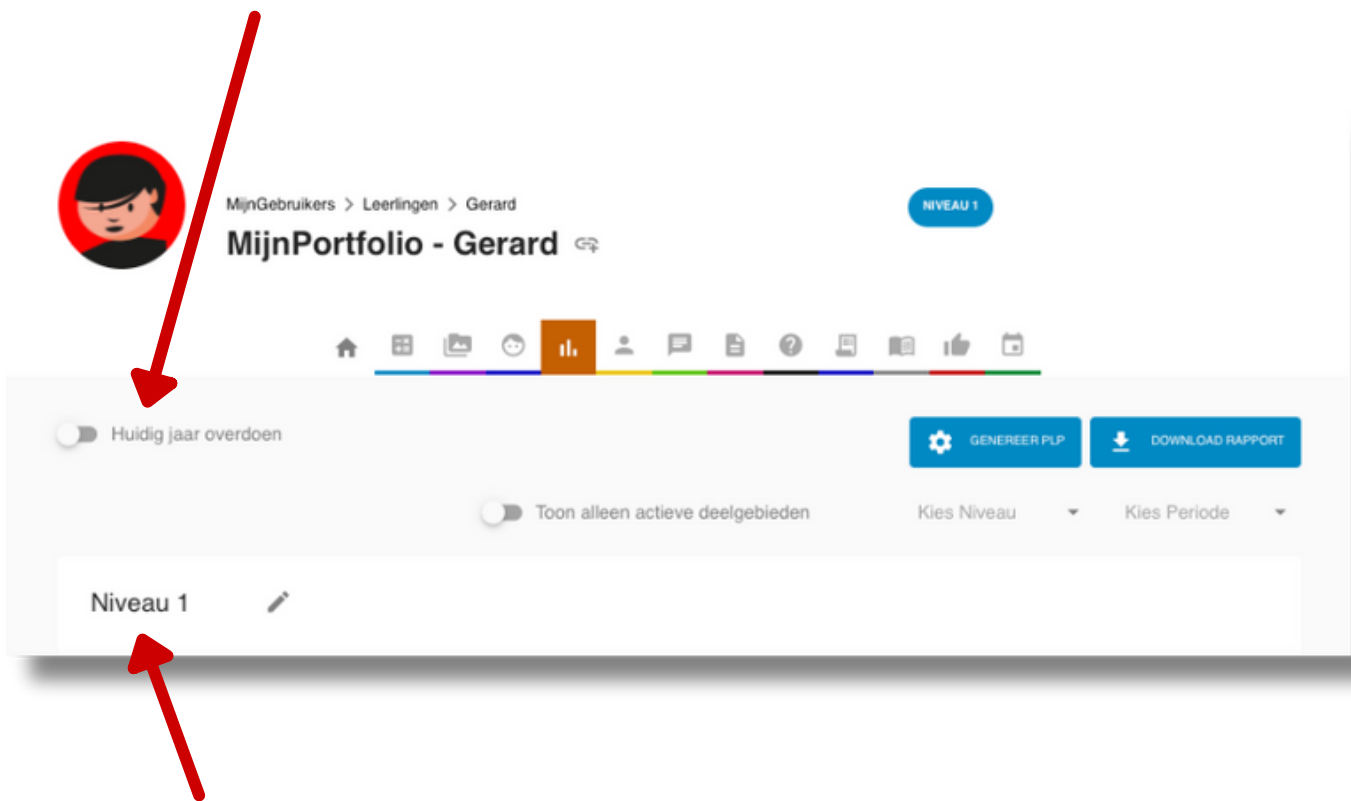 MijnGebruikers > Leerlingen > Gerard
NIVEAU 1
MijnPortfolio - Gerard
Huidig jaar overdoen
GENEREER PLP
DOWNLOAD RAPPORT
Toon alleen actieve deelgebieden
Kies Niveau
Kies Periode
Niveau 1